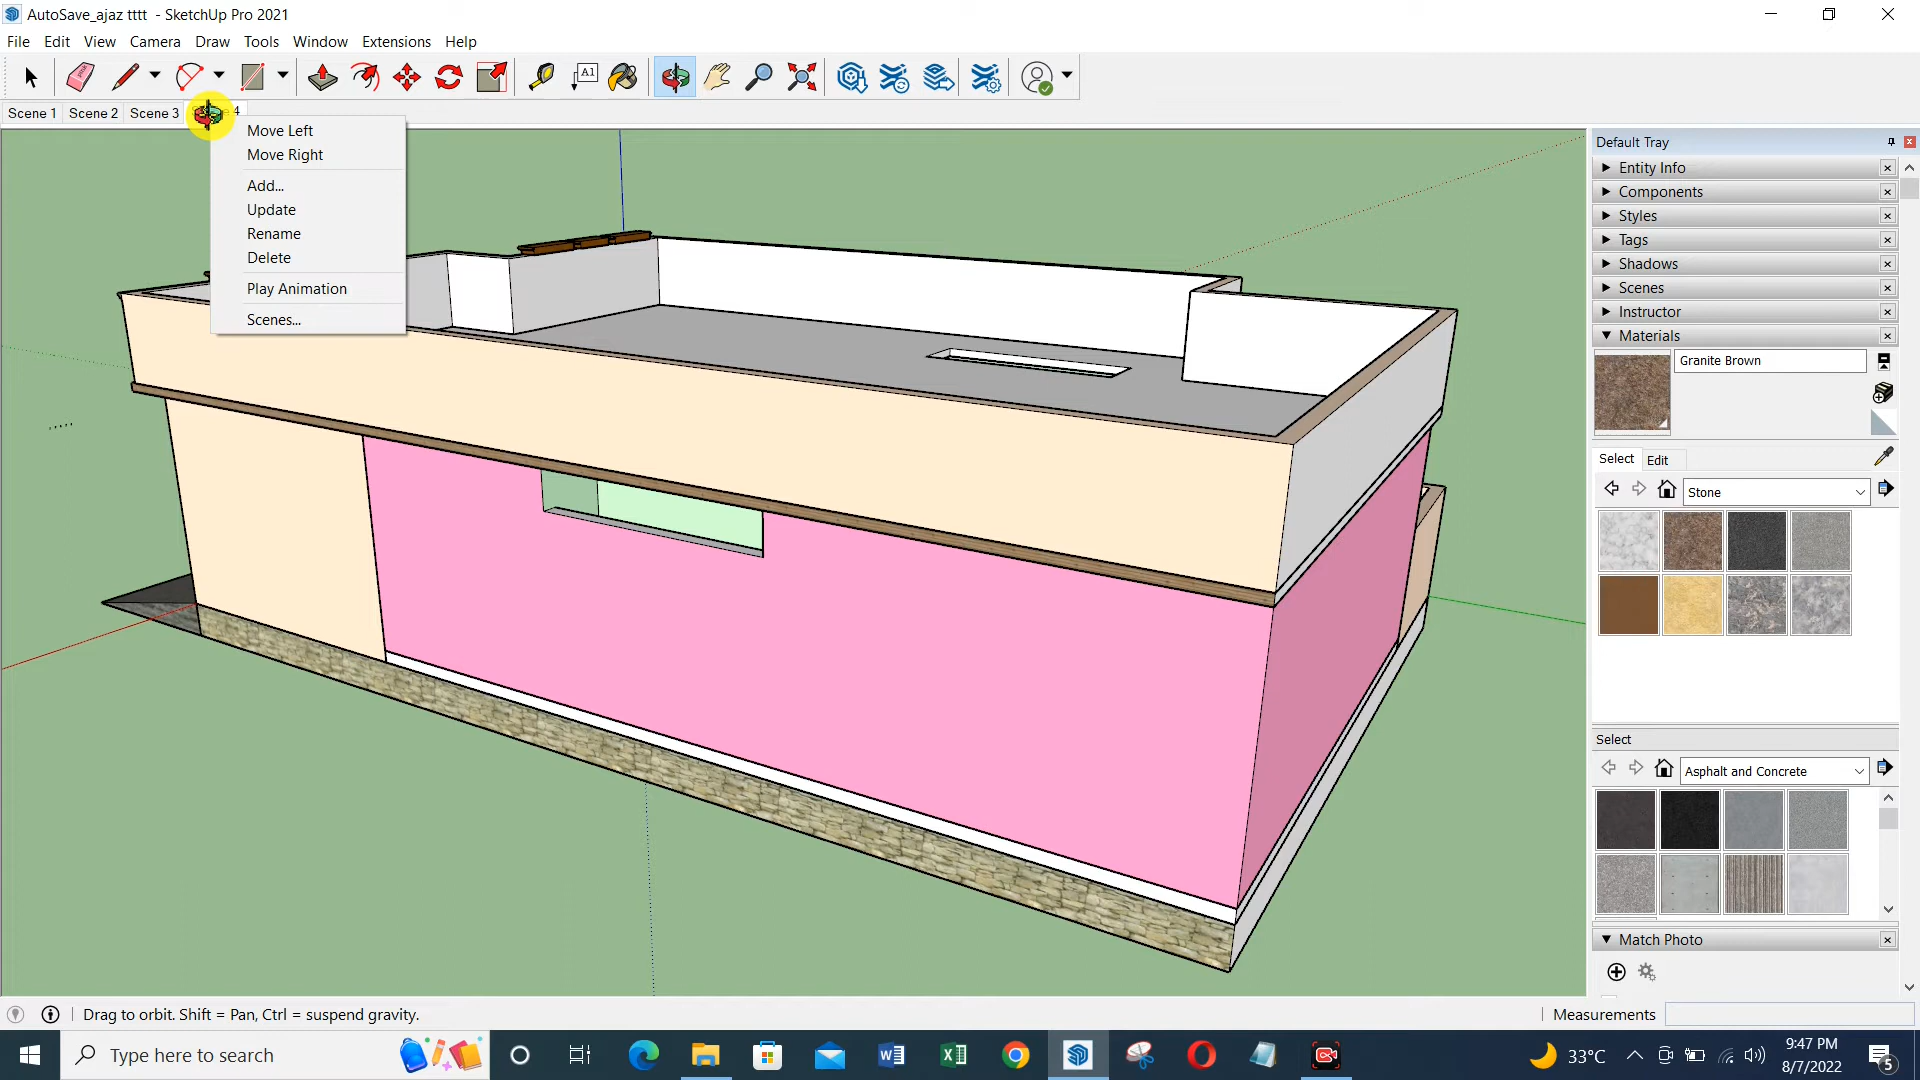 AutoSave_ajaz tttt - SketchUp Pro 2021
File Edit View Camera Draw Tools Window Extensions Help
A1
Scene 1 Scene 2 Scene 3 4
Move Left
Move Right
Add...
Update
Rename
Delete
Play Animation
Scenes...
Default Tray
Entity Info
Components
Styles
Tags
Shadows
Scenes
Instructor
Materials
Granite Brown
Select Edit
Stone
Select
Asphalt and Concrete
Match Photo
Drag to orbit. Shift = Pan, Ctrl = suspend gravity.
Measurements
Type here to search
33°C
9:47 PM
8/7/2022
5